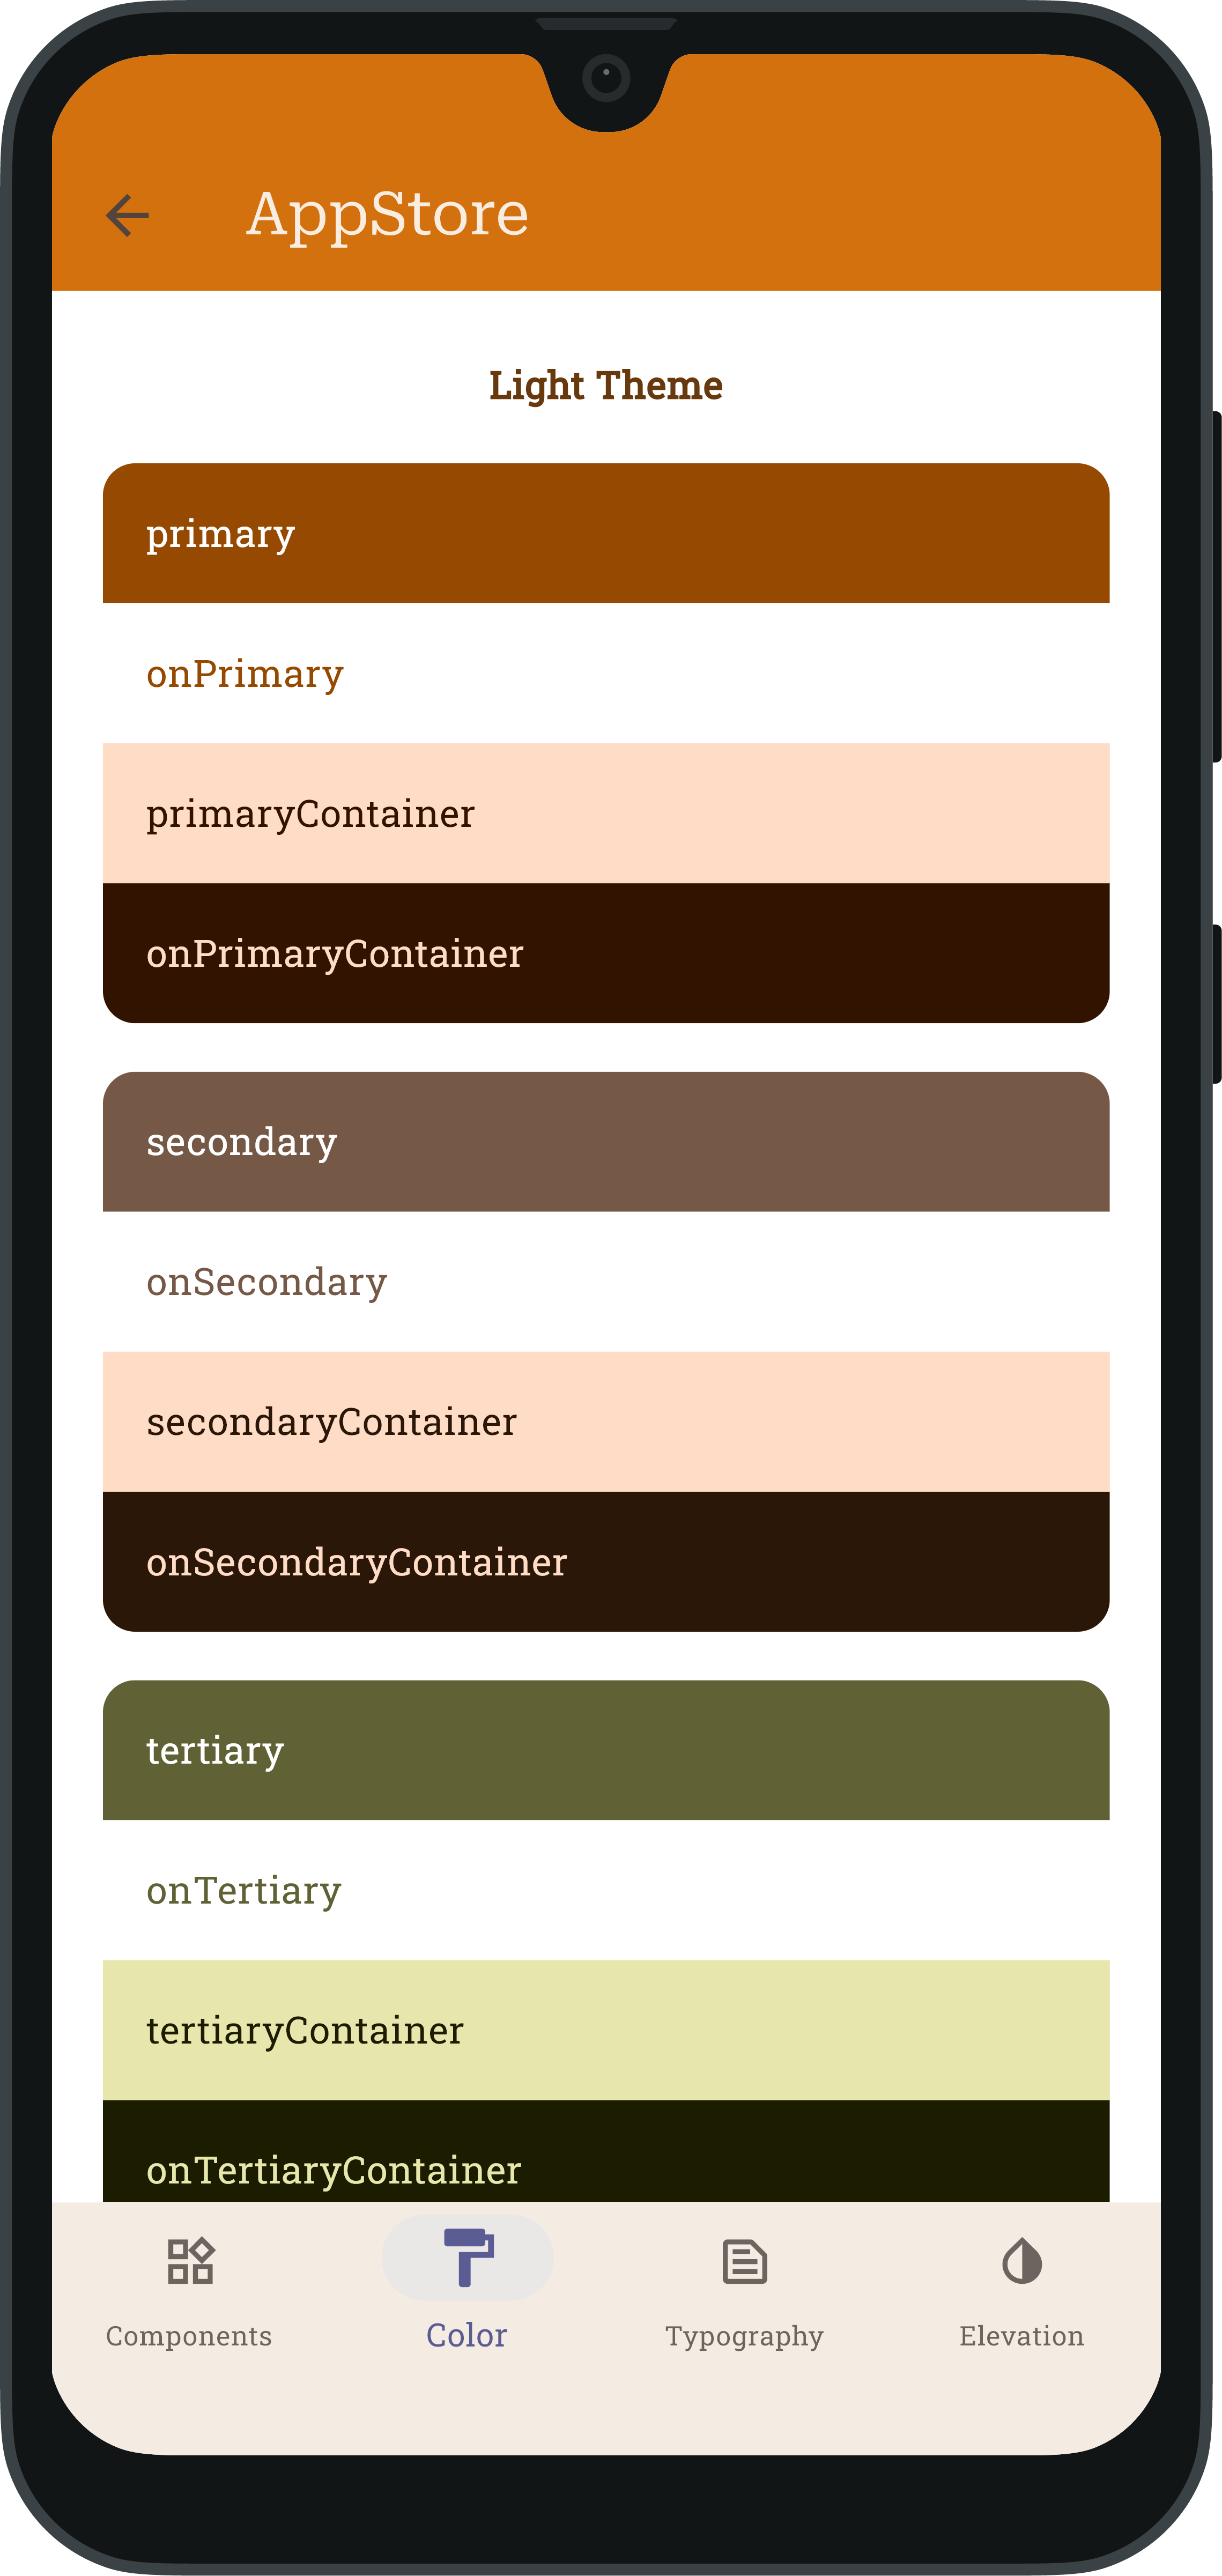 AppStore
Light Theme
primary
onPrimary
primaryContainer
onPrimaryContainer
secondary
onSecondary
secondaryContainer
onSecondaryContainer
tertiary
onTertiary
tertiaryContainer
onTertiaryContainer
Components
Color
Typography
Elevation